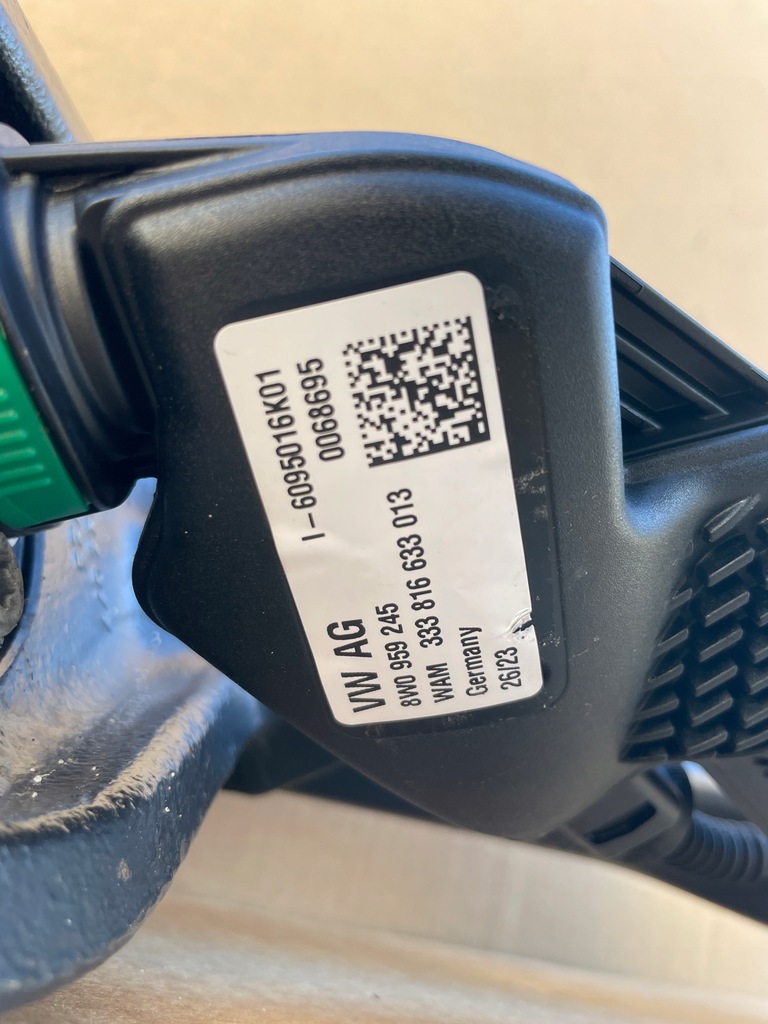 I–6095016K01
0068695
VW AG
8W0 959 245
WAM 333 816 633 013
Germany
26/23